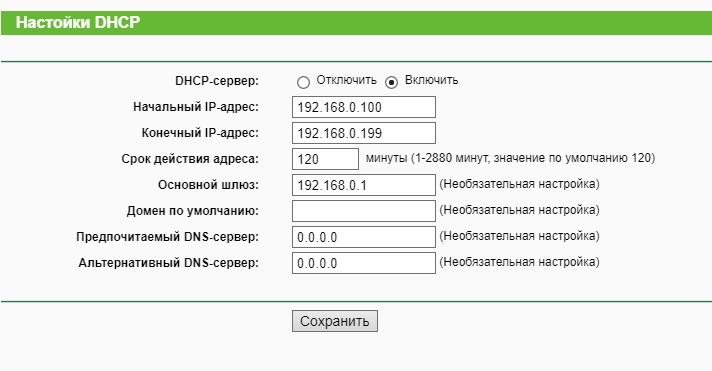 Настойки DHCP
DHCP-сервер: Отключить Включить
Начальный IP-адрес: 192.168.0.100
Конечный IP-адрес: 192.168.0.199
Срок действия адреса: 120 минуты (1-2880 минут, значение по умолчанию 120)
Основной шлюз: 192.168.0.1 (Необязательная настройка)
Домен по умолчанию: (Необязательная настройка)
Предпочитаемый DNS-сервер: 0.0.0.0 (Необязательная настройка)
Альтернативный DNS-сервер: 0.0.0.0 (Необязательная настройка)
Сохранить